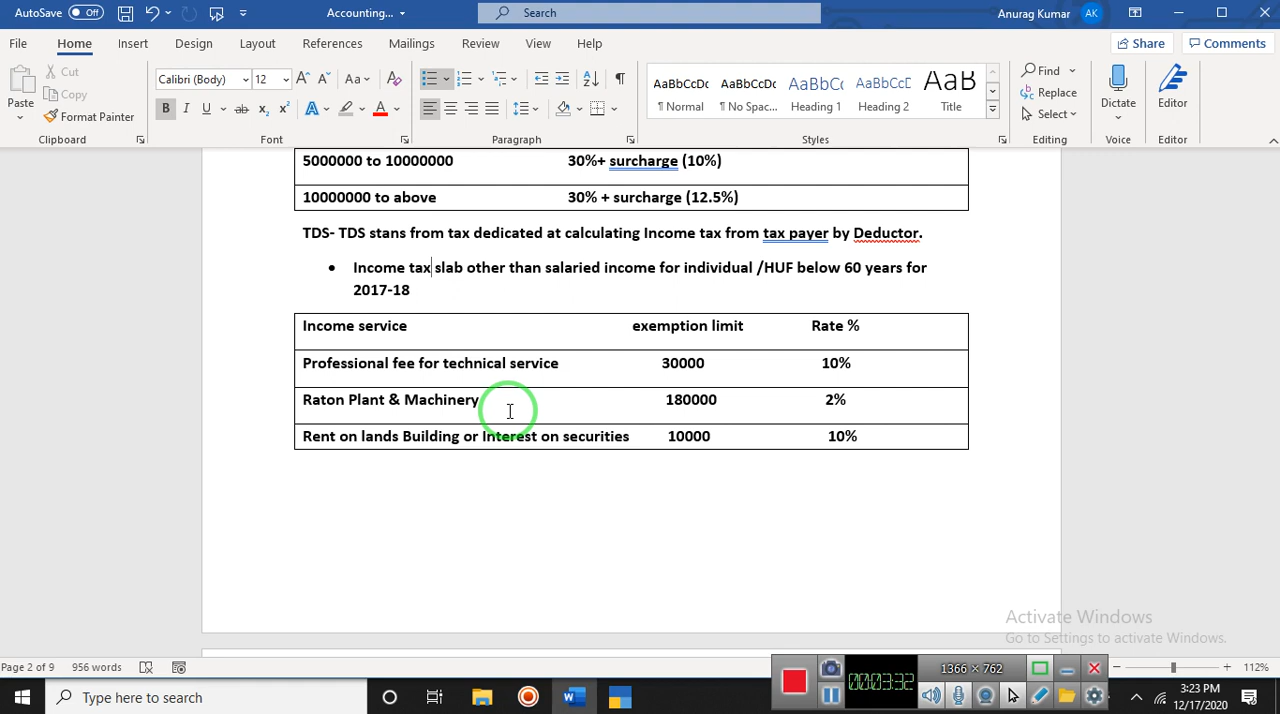 AutoSave Off Accounting... Search Anurag Kumar AK
File Home Insert Design Layout References Mailings Review View Help Share Comments
Paste Cut Copy Format Painter Clipboard
Calibri (Body) 12 Aa Font
Paragraph
AaBbCcDc AaBbCcDc AaBbCc AaBbCcD AaB
¶ Normal ¶ No Spac... Heading 1 Heading 2 Title
Styles
Find Replace Select Editing
Dictate Voice
Editor Editor
5000000 to 10000000 30%+ surcharge (10%)
10000000 to above 30% + surcharge (12.5%)
TDS- TDS stans from tax dedicated at calculating Income tax from tax payer by Deductor.
• Income tax slab other than salaried income for individual /HUF below 60 years for
2017-18
Income service exemption limit Rate %
Professional fee for technical service 30000 10%
Raton Plant & Machinery 180000 2%
Rent on lands Building or Interest on securities 10000 10%
Activate Windows
Go to Settings to activate Windows.
Page 2 of 9 956 words 112%
1366 × 762
00:03:32
Type here to search
3:23 PM
12/17/2020